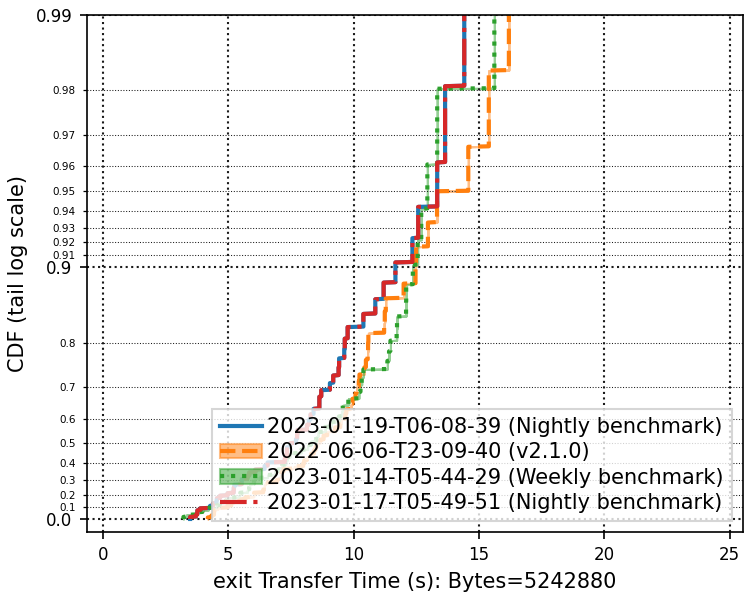 0.99
0.98
0.97
0.96
0.95
0.94
0.93
0.92
0.91
0.9
0.8
0.7
0.6
0.5
0.4
0.3
0.2
0.1
0.0
CDF (tail log scale)
2023-01-19-T06-08-39 (Nightly benchmark)
2022-06-06-T23-09-40 (v2.1.0)
2023-01-14-T05-44-29 (Weekly benchmark)
2023-01-17-T05-49-51 (Nightly benchmark)
0 5 10 15 20 25
exit Transfer Time (s): Bytes=5242880